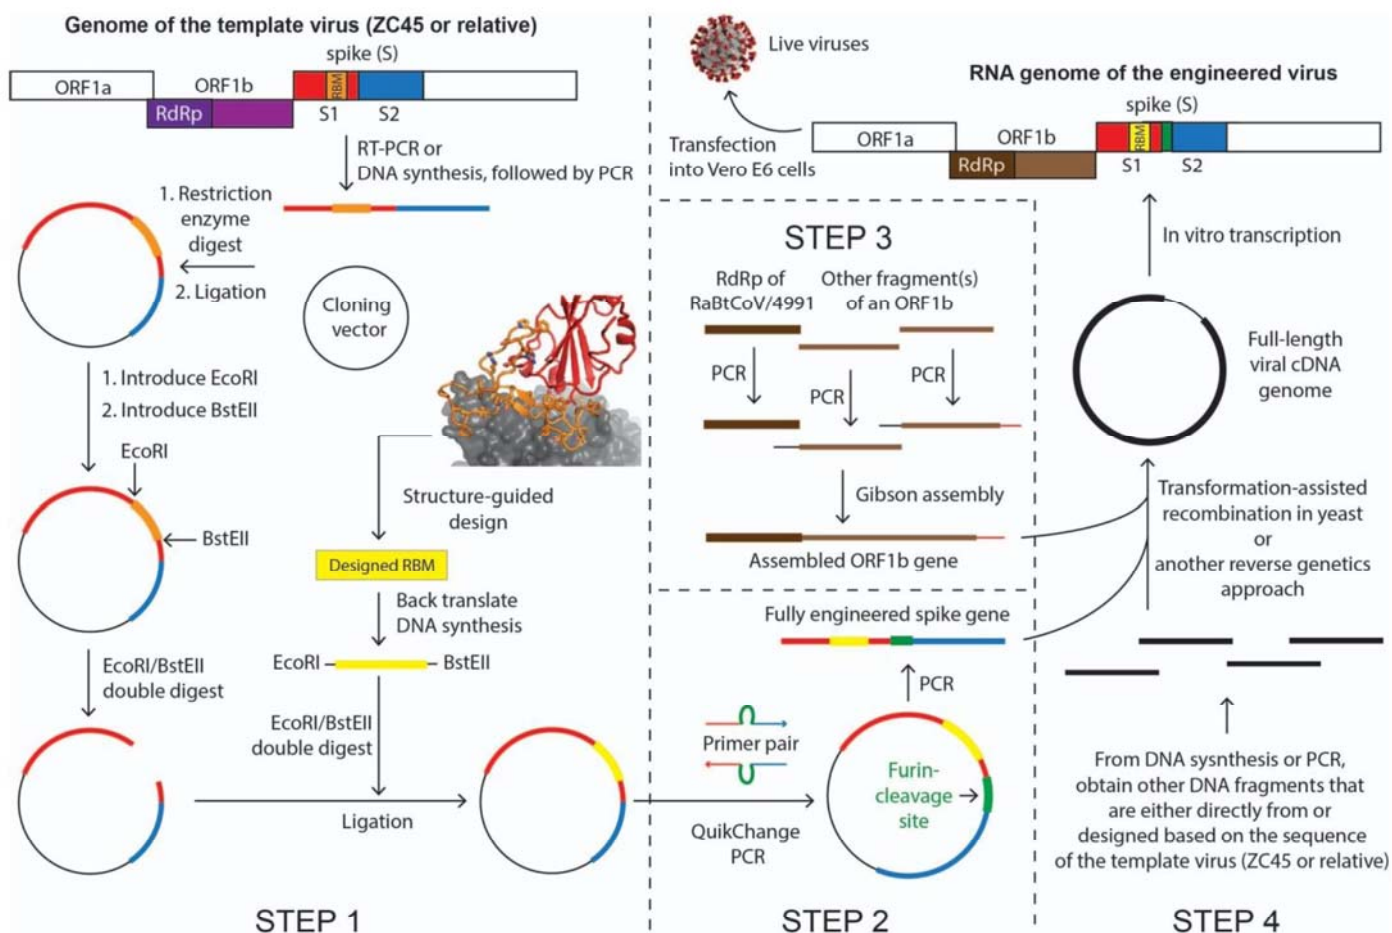 Genome of the template virus (ZC45 or relative)
spike (S)
ORF1a
ORF1b
RBM
RdRp
S1
S2
RT-PCR or
DNA synthesis, followed by PCR
1. Restriction
enzyme
digest
2. Ligation
Cloning
vector
1. Introduce EcoRI
2. Introduce BstEII
EcoRI
BstEII
Structure-guided
design
Designed RBM
Back translate
DNA synthesis
EcoRI
BstEII
EcoRI/BstEII
double digest
EcoRI/BstEII
double digest
Ligation
STEP 1
Live viruses
Transfection
into Vero E6 cells
RNA genome of the engineered virus
spike (S)
ORF1a
ORF1b
RBM
RdRp
S1
S2
STEP 3
RdRp of
RaBtCoV/4991
Other fragment(s)
of an ORF1b
PCR
PCR
PCR
Gibson assembly
Assembled ORF1b gene
Fully engineered spike gene
PCR
Primer pair
Furin-
cleavage
site
QuikChange
PCR
STEP 2
In vitro transcription
Full-length
viral cDNA
genome
Transformation-assisted
recombination in yeast
or
another reverse genetics
approach
From DNA sysnthesis or PCR,
obtain other DNA fragments that
are either directly from or
designed based on the sequence
of the template virus (ZC45 or relative)
STEP 4